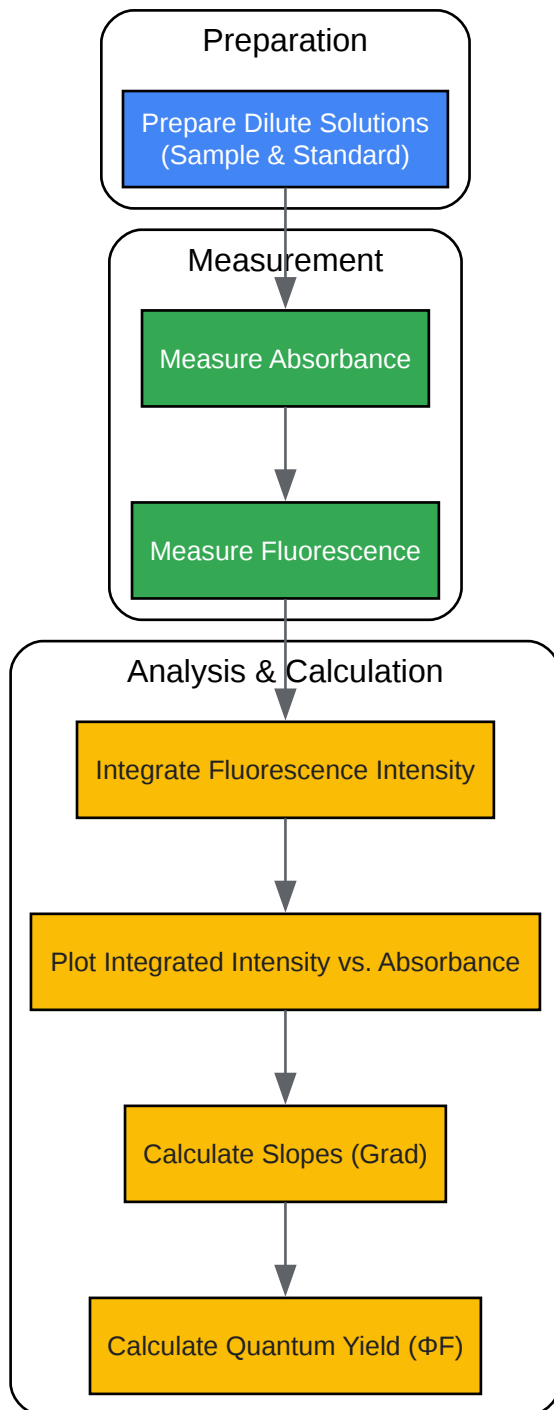 Preparation
Prepare Dilute Solutions
(Sample & Standard)
Measurement
Measure Absorbance
Measure Fluorescence
Analysis & Calculation
Integrate Fluorescence Intensity
Plot Integrated Intensity vs. Absorbance
Calculate Slopes (Grad)
Calculate Quantum Yield (ΦF)